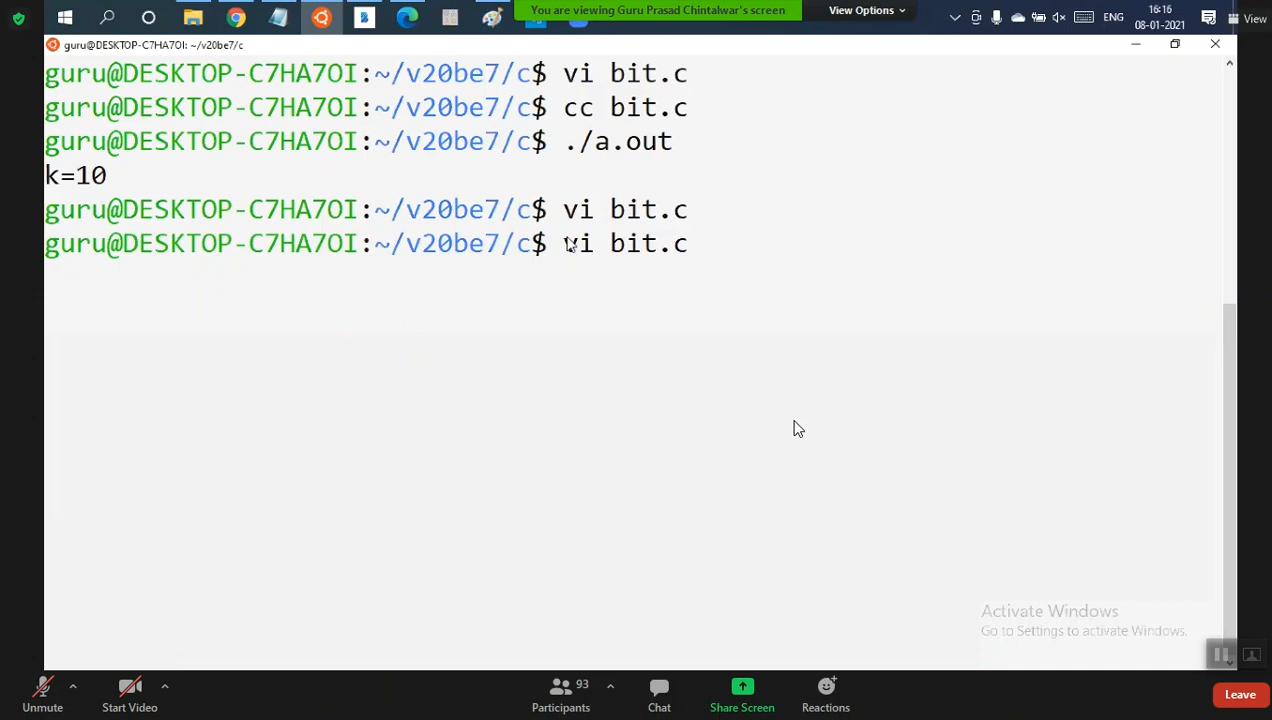 You are viewing Guru Prasad Chintalwar's screen
View Options
ENG
16:16
08-01-2021
View
guru@DESKTOP-C7HA7OI: ~/v20be7/c
guru@DESKTOP-C7HA7OI:~/v20be7/c$ vi bit.c
guru@DESKTOP-C7HA7OI:~/v20be7/c$ cc bit.c
guru@DESKTOP-C7HA7OI:~/v20be7/c$ ./a.out
k=10
guru@DESKTOP-C7HA7OI:~/v20be7/c$ vi bit.c
guru@DESKTOP-C7HA7OI:~/v20be7/c$ vi bit.c
Activate Windows
Go to Settings to activate Windows.
Unmute
Start Video
93
Participants
Chat
Share Screen
Reactions
Leave